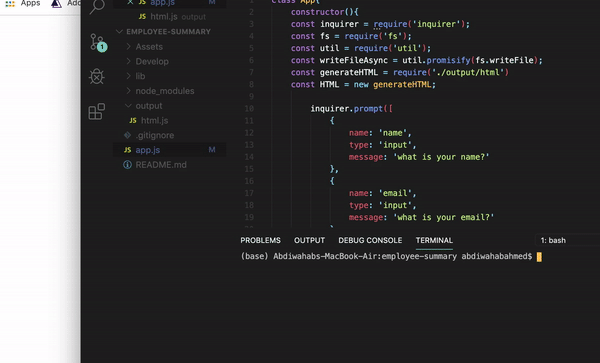 Apps
Ado
JS app.js M
JS html.js output
EMPLOYEE-SUMMARY
Assets
Develop
lib
node_modules
output
JS html.js
.gitignore
JS app.js M
README.md
1
2 constructor(){
3 const inquirer = require('inquirer');
4 const fs = require('fs');
5 const util = require('util');
6 const writeFileAsync = util.promisify(fs.writeFile);
7 const generateHTML = require('./output/html')
8 const HTML = new generateHTML;
9
10 inquirer.prompt([
11 {
12 name: 'name',
13 type: 'input',
14 message: 'what is your name?'
15 },
16 {
17 name: 'email',
18 type: 'input',
19 message: 'what is your email?'
PROBLEMS OUTPUT DEBUG CONSOLE TERMINAL 1: bash
(base) Abdiwahabs-MacBook-Air:employee-summary abdiwahabahmed$